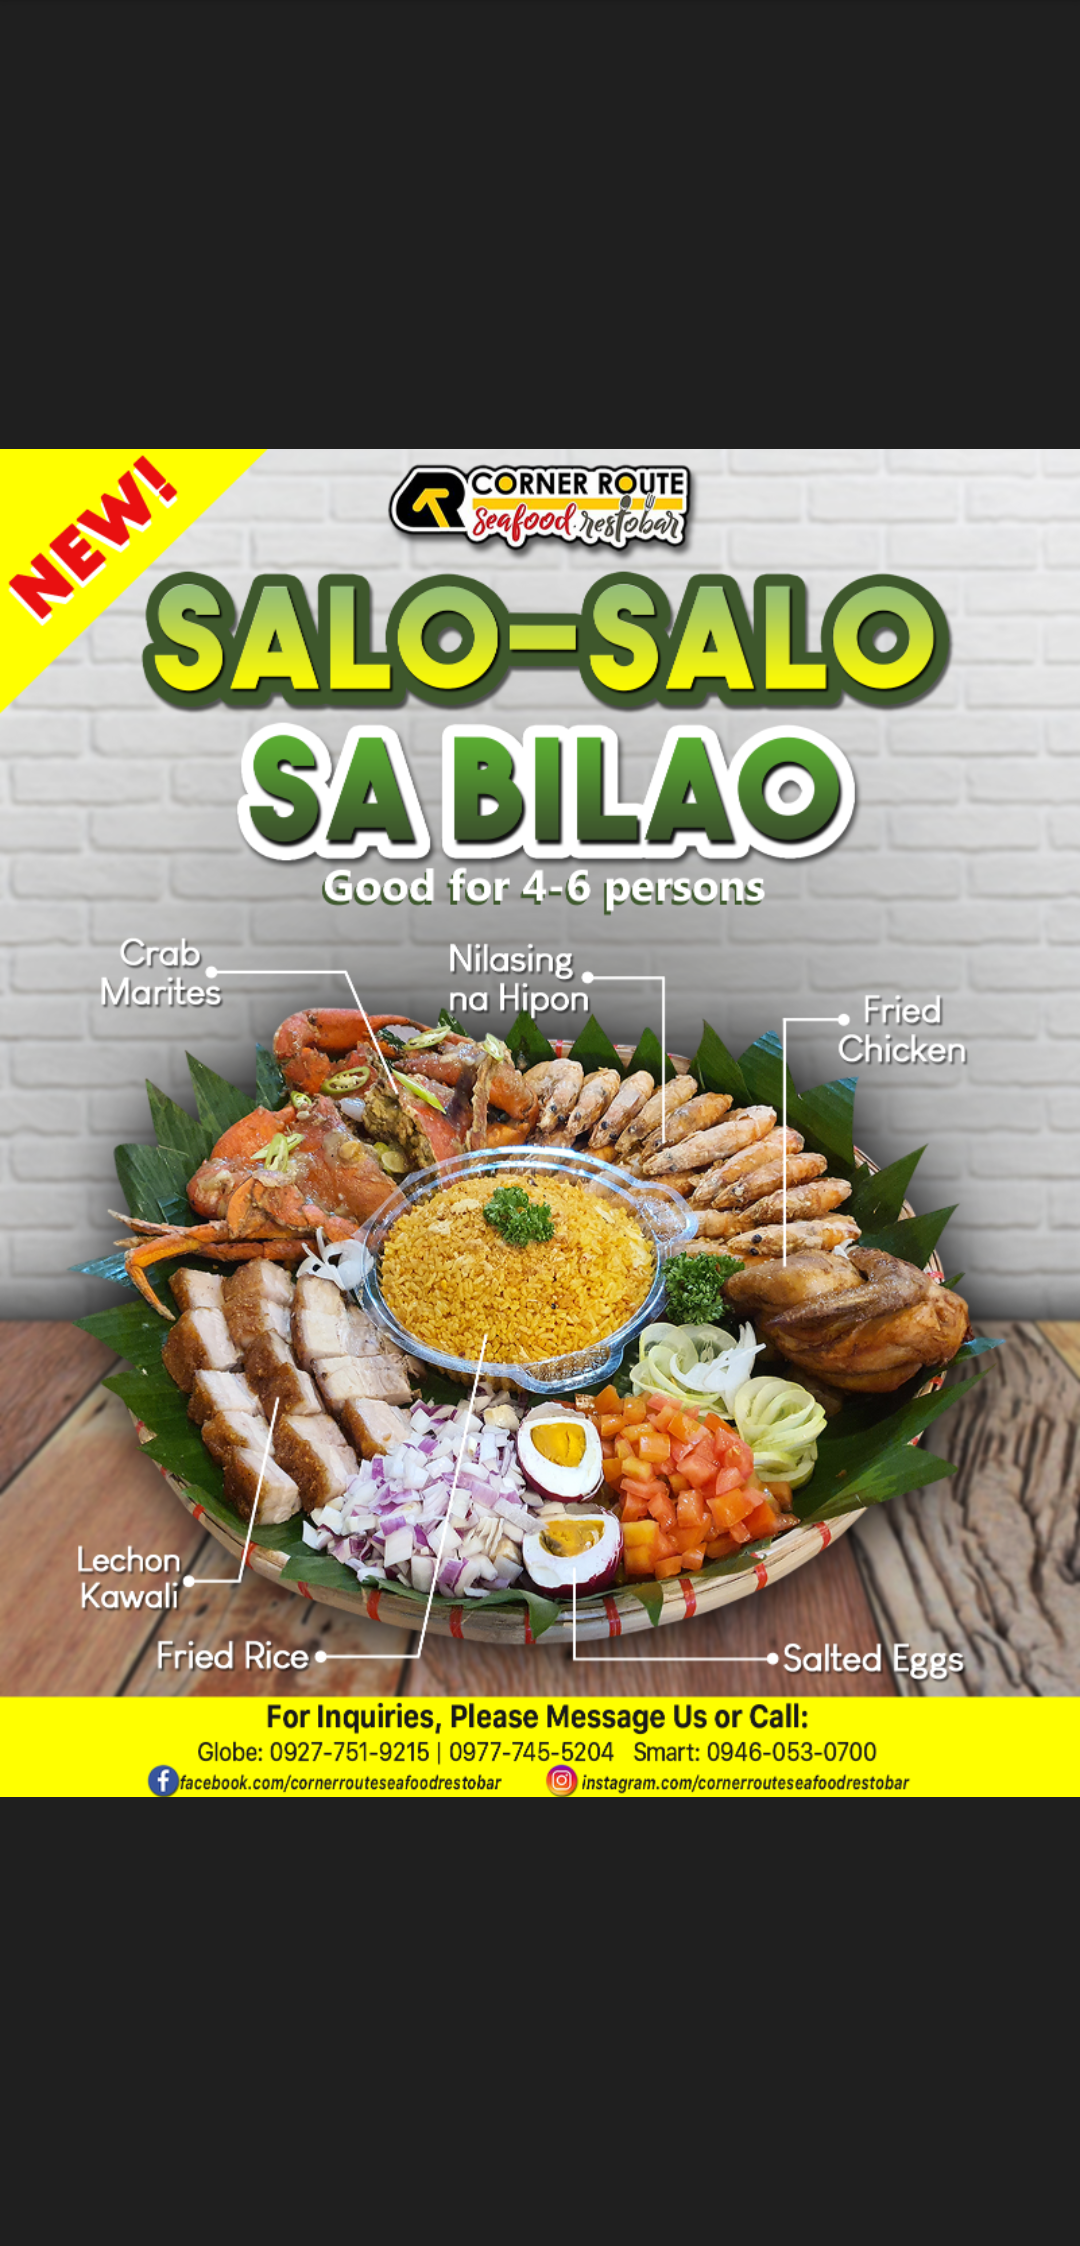 NEW!
CORNER ROUTE
Seafood restobar
SALO-SALO
SA BILAO
Good for 4-6 persons
Crab
Marites
Nilasing
na Hipon
Fried
Chicken
Lechon
Kawali
Fried Rice
Salted Eggs
For Inquiries, Please Message Us or Call:
Globe: 0927-751-9215 | 0977-745-5204 Smart: 0946-053-0700
facebook.com/cornerrouteseafoodrestobar instagram.com/cornerrouteseafoodrestobar